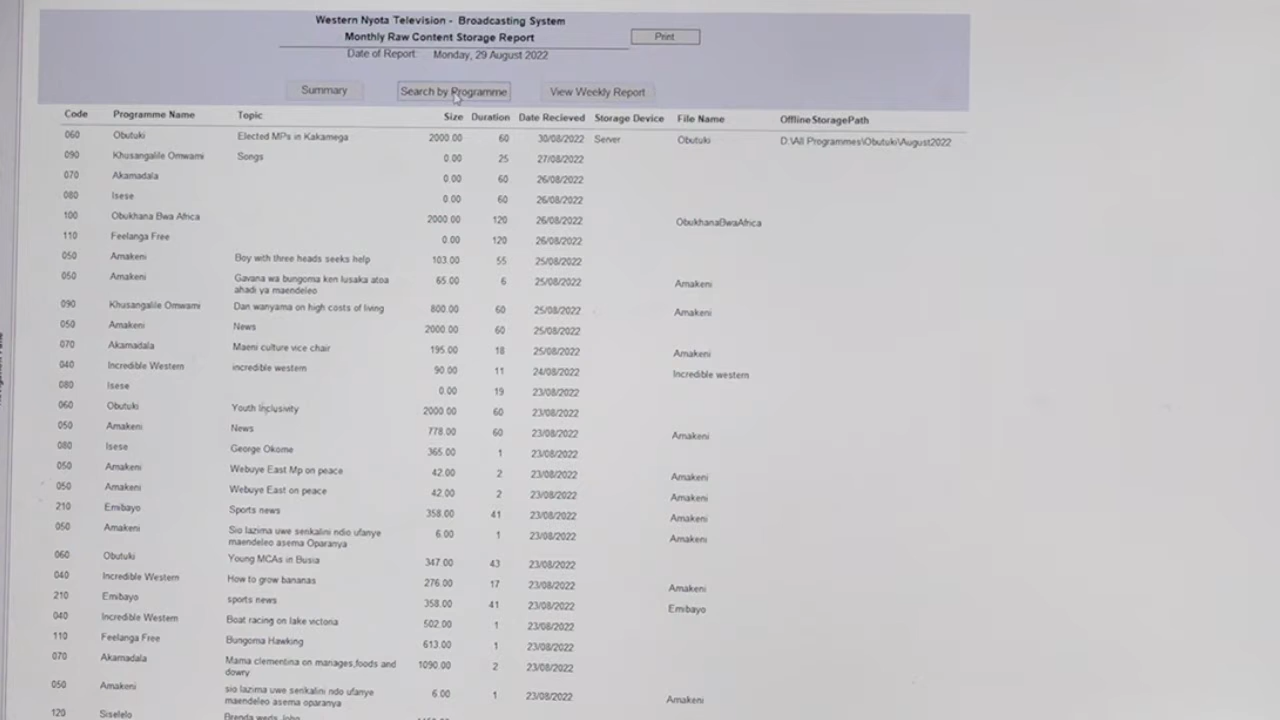 Western Nyota Television - Broadcasting System
Monthly Raw Content Storage Report
Print
Date of Report: Monday, 29 August 2022
Summary Search by Programme View Weekly Report
Code Programme Name Topic Size Duration Date Recieved Storage Device File Name OfflineStoragePath
060 Obutuki Elected MPs in Kakamega 2000.00 60 30/08/2022 Server Obutuki D:\All Programmes\Obutuki\August2022
090 Khusangalile Omwami Songs 0.00 25 27/08/2022
070 Akamadala 0.00 60 26/08/2022
080 Isese 0.00 60 26/08/2022
100 Obukhana Bwa Africa 2000.00 120 26/08/2022 ObukhanaBwaAfrica
110 Feelanga Free 0.00 120 26/08/2022
050 Amakeni Boy with three heads seeks help 103.00 55 25/08/2022
050 Amakeni Gavana wa bungoma ken lusaka atoa 65.00 6 25/08/2022 Amakeni
ahadi ya maendeleo
090 Khusangalile Omwami Dan wanyama on high costs of living 800.00 60 25/08/2022 Amakeni
050 Amakeni News 2000.00 60 25/08/2022
070 Akamadala Maeni culture vice chair 195.00 18 25/08/2022 Amakeni
040 Incredible Western incredible western 90.00 11 24/08/2022 Incredible western
080 Isese 0.00 19 23/08/2022
060 Obutuki Youth Inclusivity 2000.00 60 23/08/2022
050 Amakeni News 778.00 60 23/08/2022 Amakeni
080 Isese George Okome 365.00 1 23/08/2022
050 Amakeni Webuye East Mp on peace 42.00 2 23/08/2022 Amakeni
050 Amakeni Webuye East on peace 42.00 2 23/08/2022 Amakeni
210 Emibayo Sports news 358.00 41 23/08/2022 Amakeni
050 Amakeni Sio lazima uwe serikalini ndio ufanye 6.00 1 23/08/2022 Amakeni
maendeleo asema Oparanya
060 Obutuki Young MCAs in Busia 347.00 43 23/08/2022
040 Incredible Western How to grow bananas 276.00 17 23/08/2022 Amakeni
210 Emibayo sports news 358.00 41 23/08/2022 Emibayo
040 Incredible Western Boat racing on lake victoria 502.00 1 23/08/2022
110 Feelanga Free Bungoma Hawking 613.00 1 23/08/2022
070 Akamadala Mama clementina on manages,foods and 1090.00 2 23/08/2022
dowry
050 Amakeni sio lazima uwe serikalini ndo ufanye 6.00 1 23/08/2022 Amakeni
maendeleo asema oparanya
120 Siselelo Brenda weds John